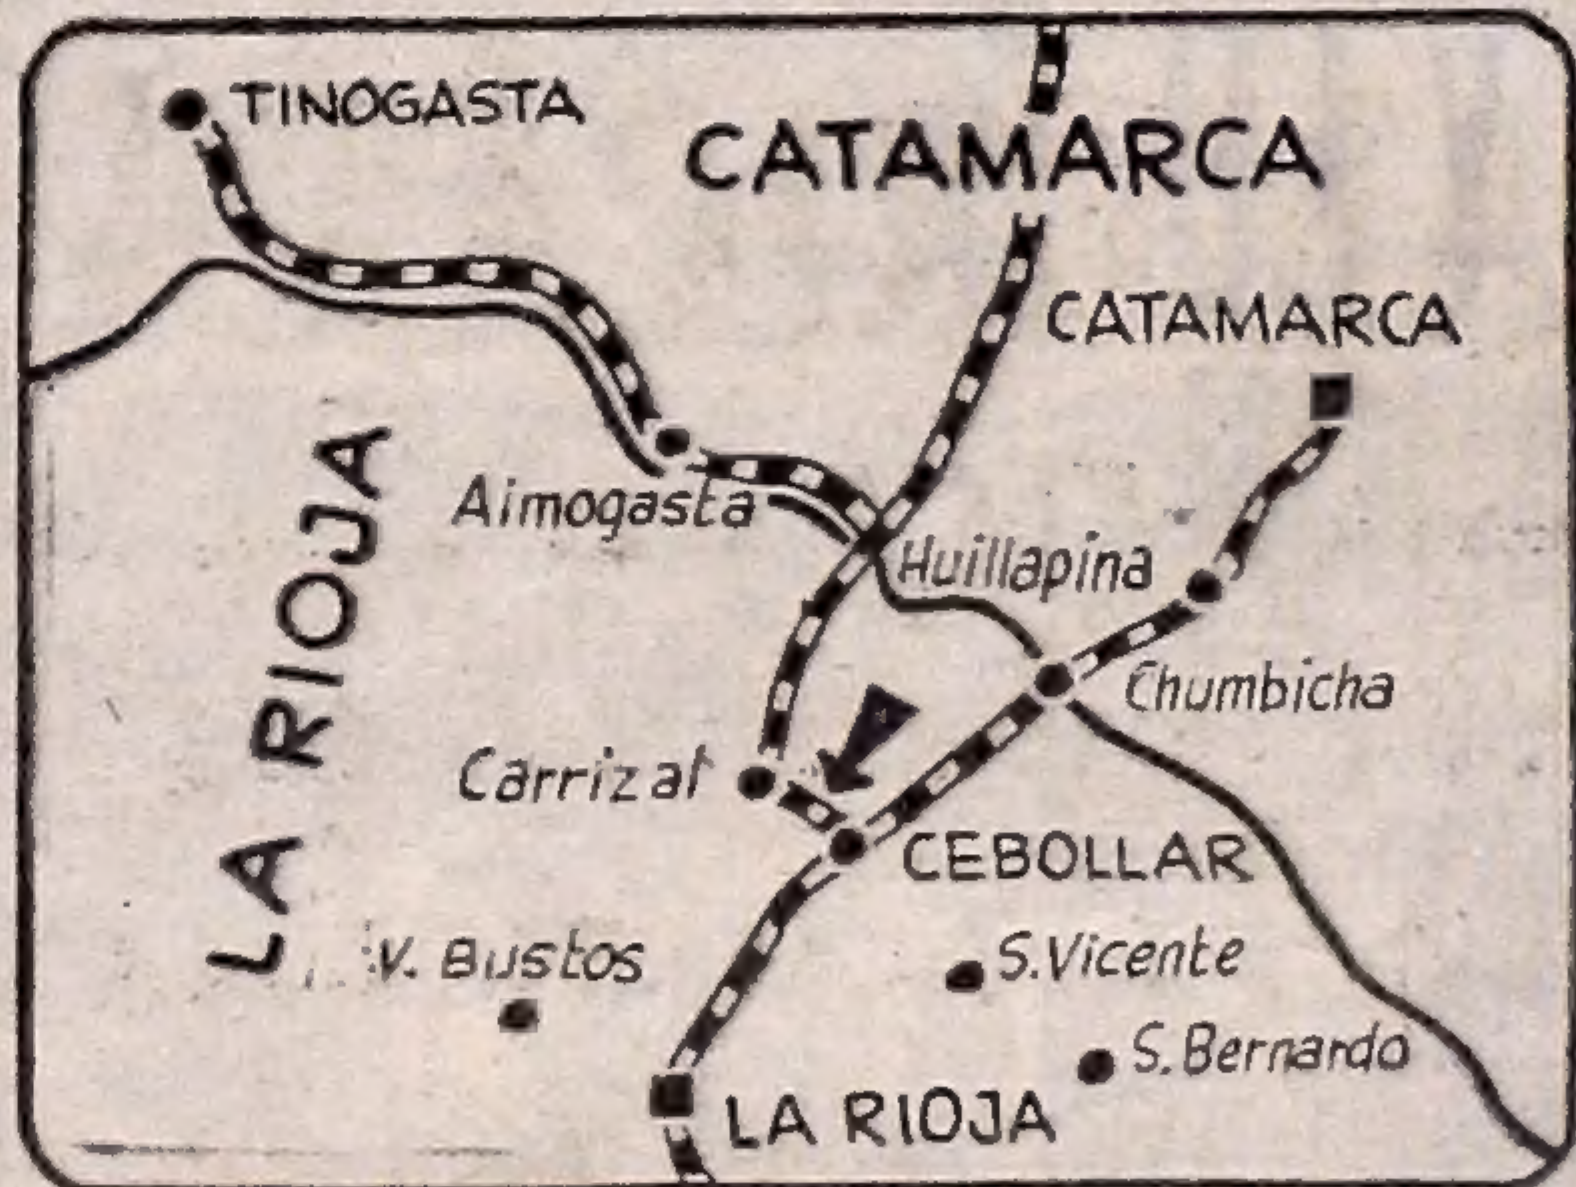 TINOGASTA
CATAMARCA
CATAMARCA
LA RIOJA
Aimogasta
Huillapina
Chumbicha
Carrizal
CEBOLLAR
V. Bustos
S. Vicente
S. Bernardo
LA RIOJA